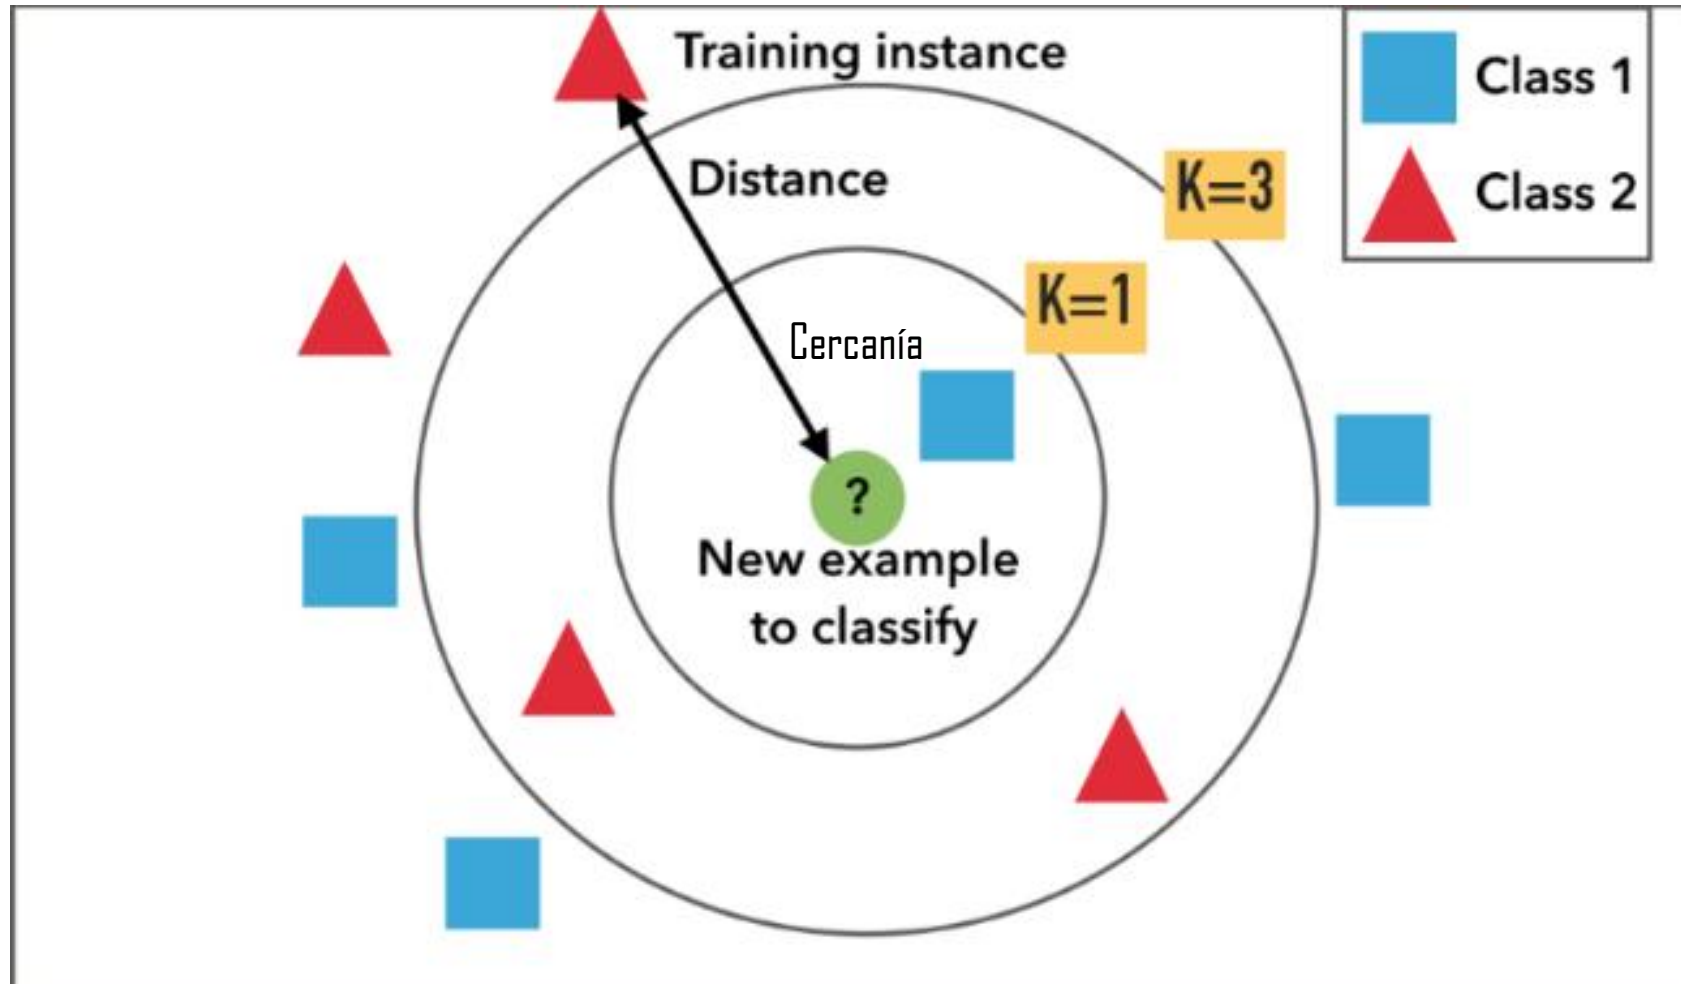 Training instance
Class 1
Distance
K=3
Class 2
K=1
Cercanía
?
New example
to classify